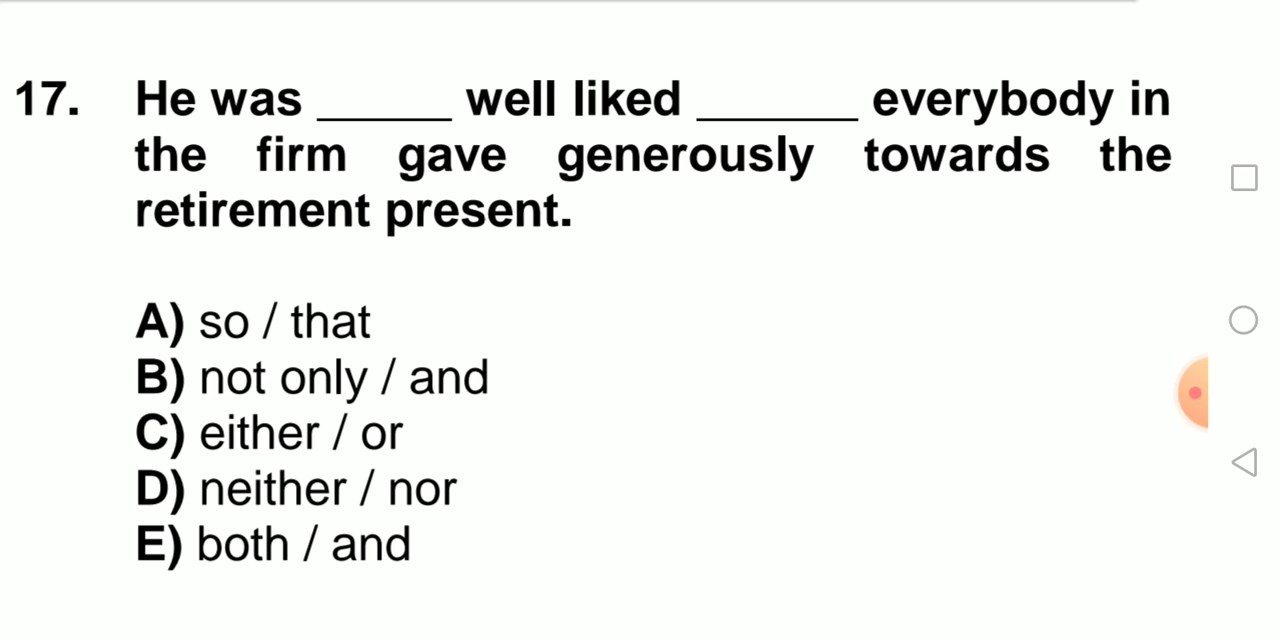 17. He was ______ well liked _______ everybody in
the firm gave generously towards the
retirement present.
A) so / that
B) not only / and
C) either / or
D) neither / nor
E) both / and